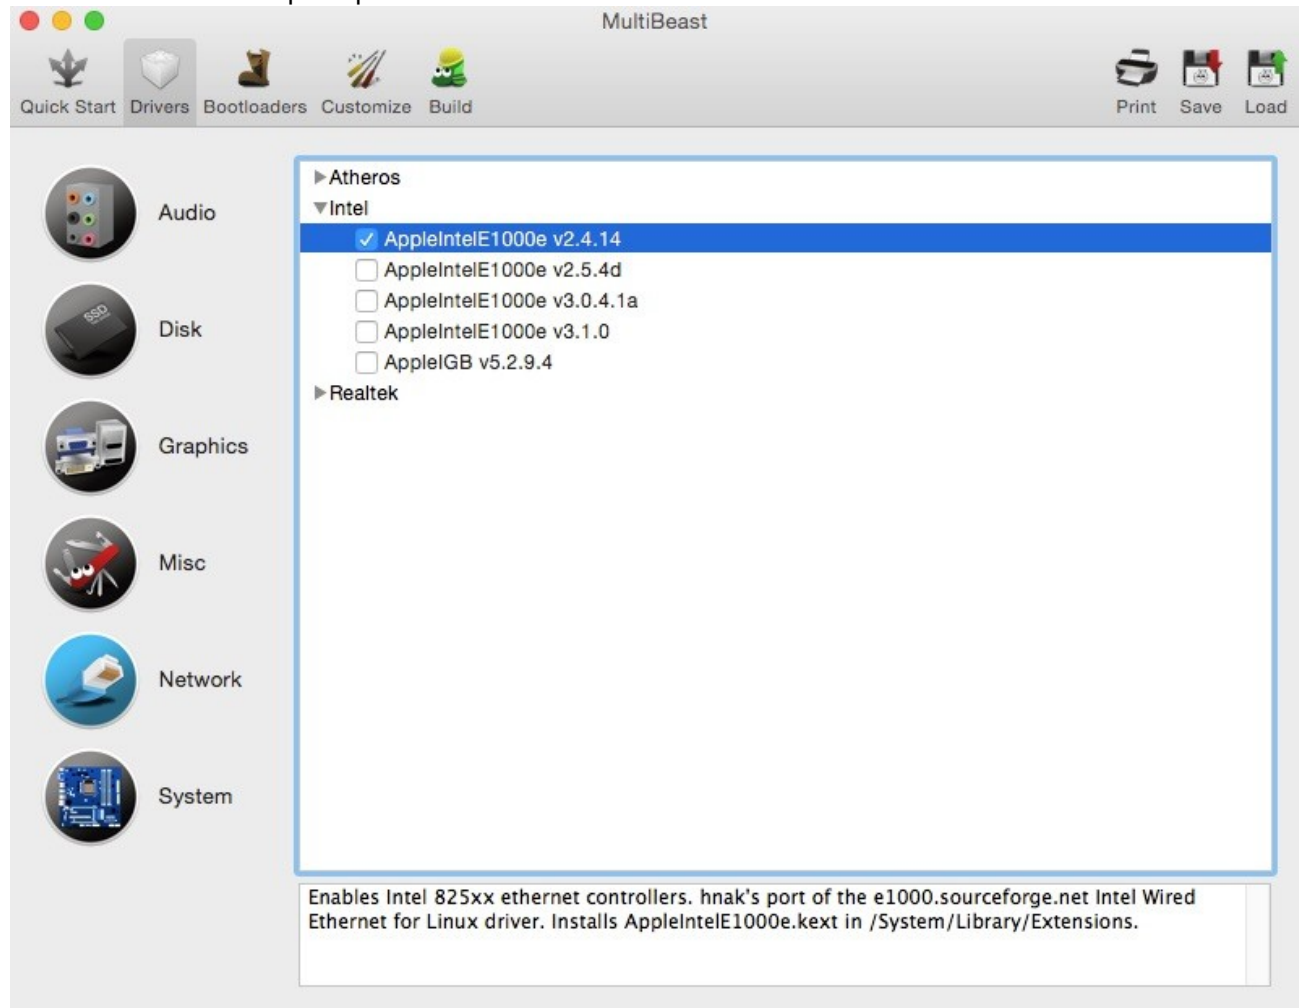 MultiBeast
Quick Start Drivers Bootloaders Customize Build Print Save Load
Atheros
Intel
AppleIntelE1000e v2.4.14
AppleIntelE1000e v2.5.4d
AppleIntelE1000e v3.0.4.1a
AppleIntelE1000e v3.1.0
AppleIGB v5.2.9.4
Realtek
Audio
SSD
Disk
Graphics
Misc
Network
System
Enables Intel 825xx ethernet controllers. hnak's port of the e1000.sourceforge.net Intel Wired
Ethernet for Linux driver. Installs AppleIntelE1000e.kext in /System/Library/Extensions.